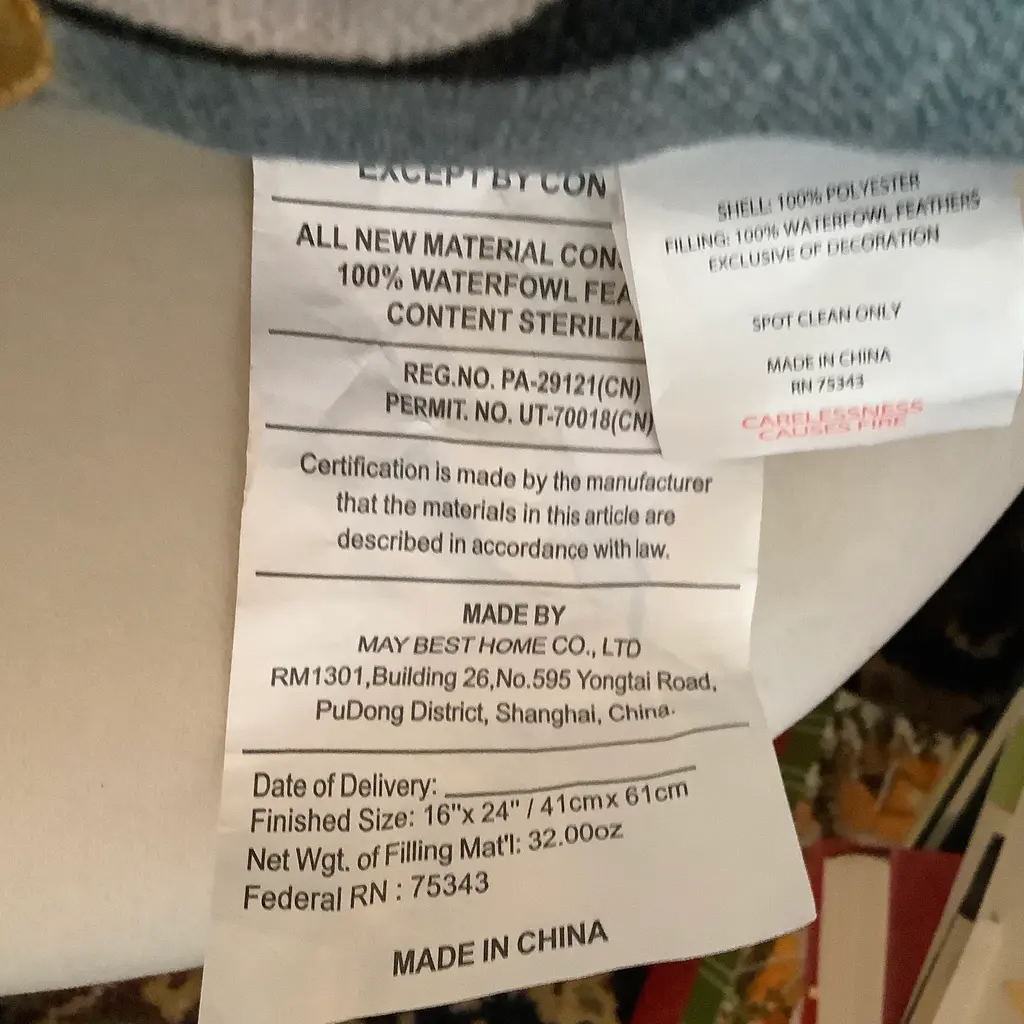 EXCEPT BY CON
ALL NEW MATERIAL
100% WATERFOWL
CONTENT
REG.NO. PA-29121(CN)
PERMIT. NO. UT-70018(CN)
Certification is made by the manufacturer
that the materials in this article are
described in accordance with law.
MADE BY
MAY BEST HOME CO., LTD
RM1301,Building 26,No.595 Yongtai Road,
PuDong District, Shanghai, China.
Date of Delivery:
Finished Size: 16"x 24" / 41cmx 61cm
Net Wgt. of Filling Mat'l: 32.00oz
Federal RN : 75343
MADE IN CHINA
SHELL: 100% POLYESTER
FILLING: 100% WATERFOWL FEATHERS
EXCLUSIVE OF DECORATION
SPOT CLEAN ONLY
MADE IN CHINA
RN 75343
CARELESSNESS
CAUSES FIRE